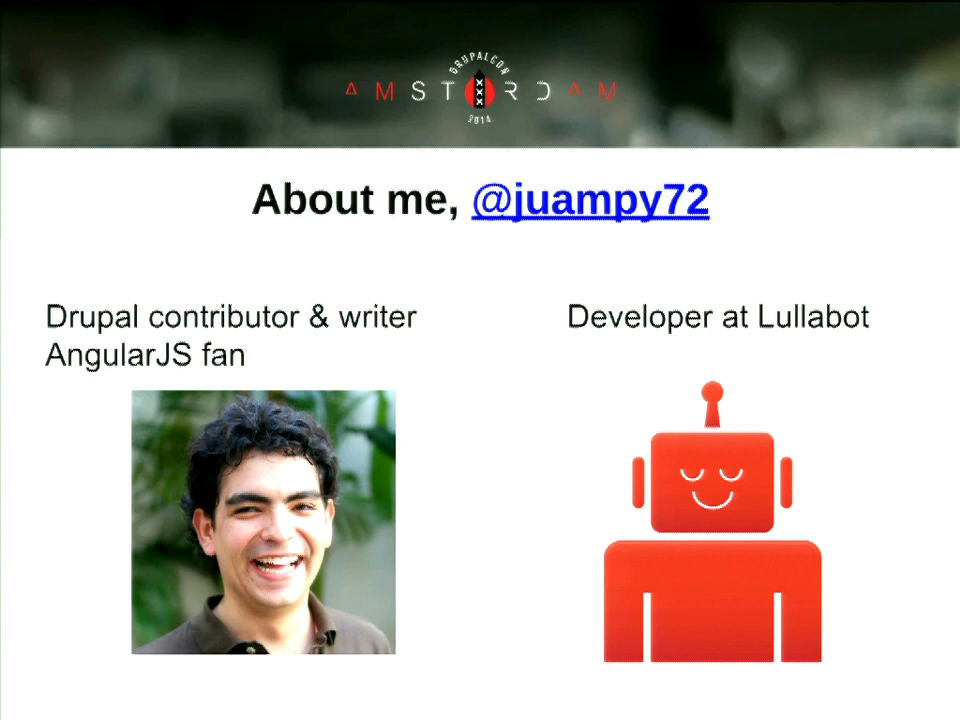 DRUPALCON
AMSTERDAM
2014
About me, @juampy72
Drupal contributor & writer
AngularJS fan
Developer at Lullabot